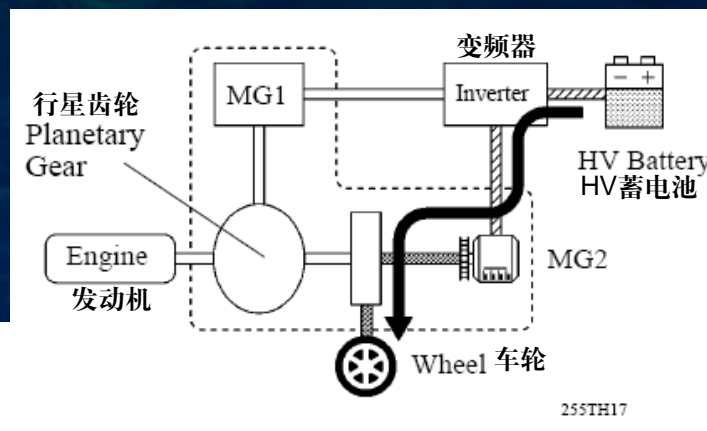 变频器
MG1
Inverter
− +
行星齿轮
Planetary
Gear
HV Battery
HV蓄电池
Engine
MG2
发动机
Wheel 车轮
255TH17